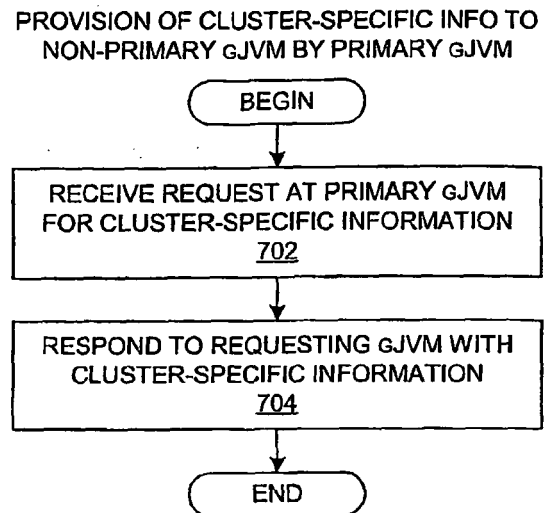 PROVISION OF CLUSTER-SPECIFIC INFO TO
NON-PRIMARY GJVM BY PRIMARY GJVM
BEGIN
RECEIVE REQUEST AT PRIMARY GJVM
FOR CLUSTER-SPECIFIC INFORMATION
702
RESPOND TO REQUESTING GJVM WITH
CLUSTER-SPECIFIC INFORMATION
704
END